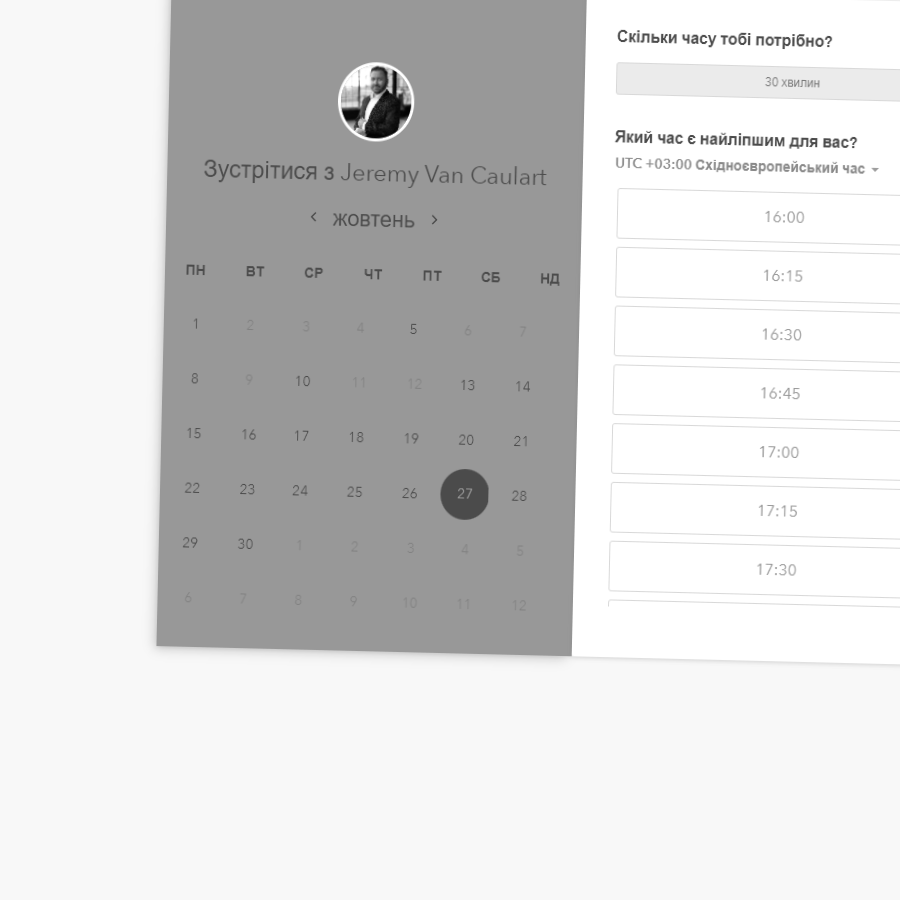 Зустрітися з Jeremy Van Caulart
‹ жовтень ›
ПН ВТ СР ЧТ ПТ СБ НД
1 2 3 4 5 6 7
8 9 10 11 12 13 14
15 16 17 18 19 20 21
22 23 24 25 26 27 28
29 30 1 2 3 4 5
6 7 8 9 10 11 12
Скільки часу тобі потрібно?
30 хвилин
Який час є найліпшим для вас?
UTC +03:00 Східноєвропейський час
16:00
16:15
16:30
16:45
17:00
17:15
17:30